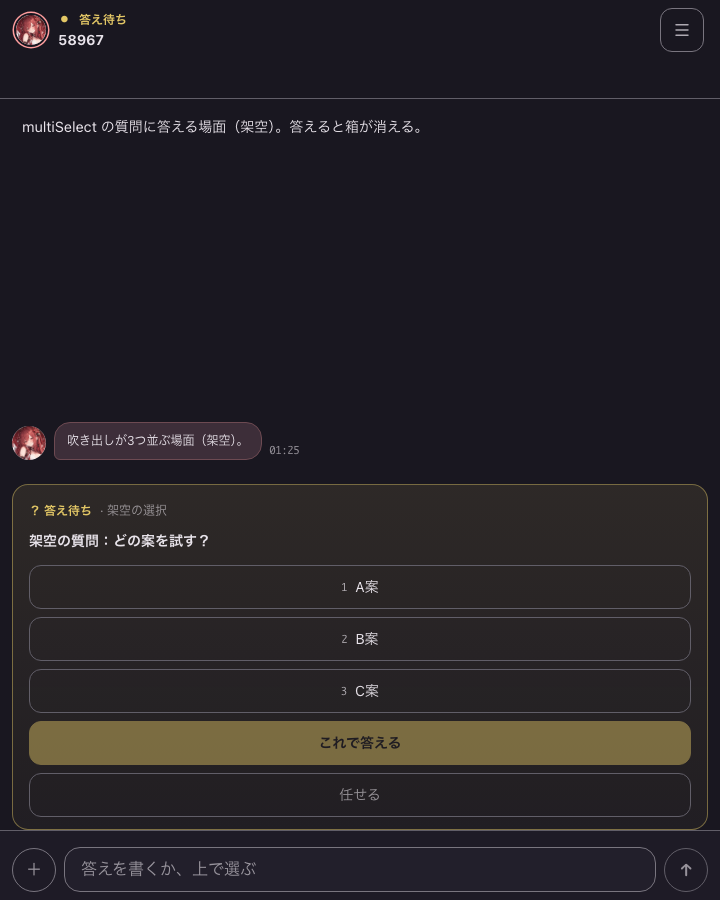 答え待ち
58967
multiSelect の質問に答える場面（架空）。答えると箱が消える。
吹き出しが3つ並ぶ場面（架空）。
01:25
? 答え待ち · 架空の選択
架空の質問：どの案を試す？
1 A案
2 B案
3 C案
これで答える
任せる
答えを書くか、上で選ぶ